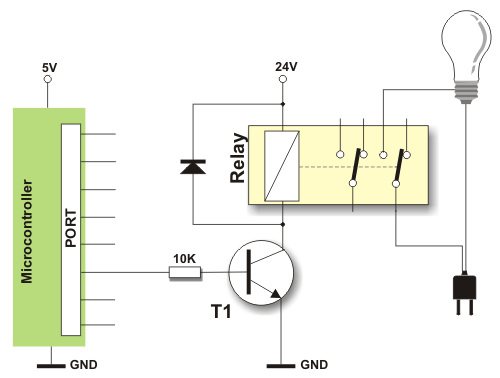 5V
24V
Relay
Microcontroller
PORT
10K
T1
GND
GND